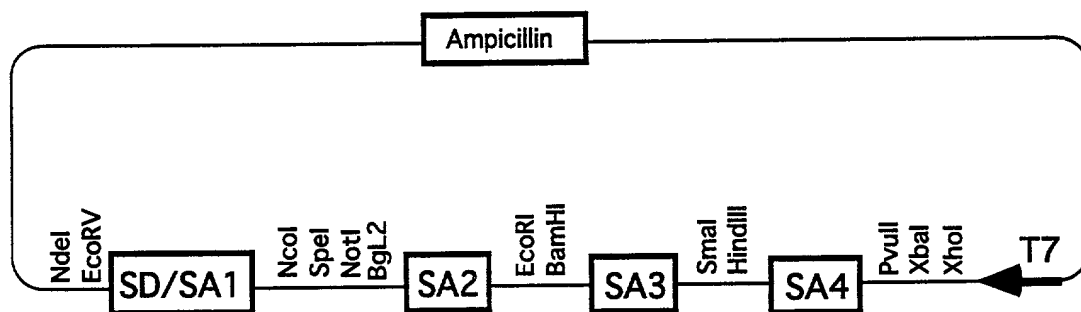 Ampicillin
NdeI
EcoRV
SD/SA1
NcoI
SpeI
NotI
BgL2
SA2
EcoRI
BamHI
SA3
SmaI
HindIII
SA4
PvuII
XbaI
XhoI
T7